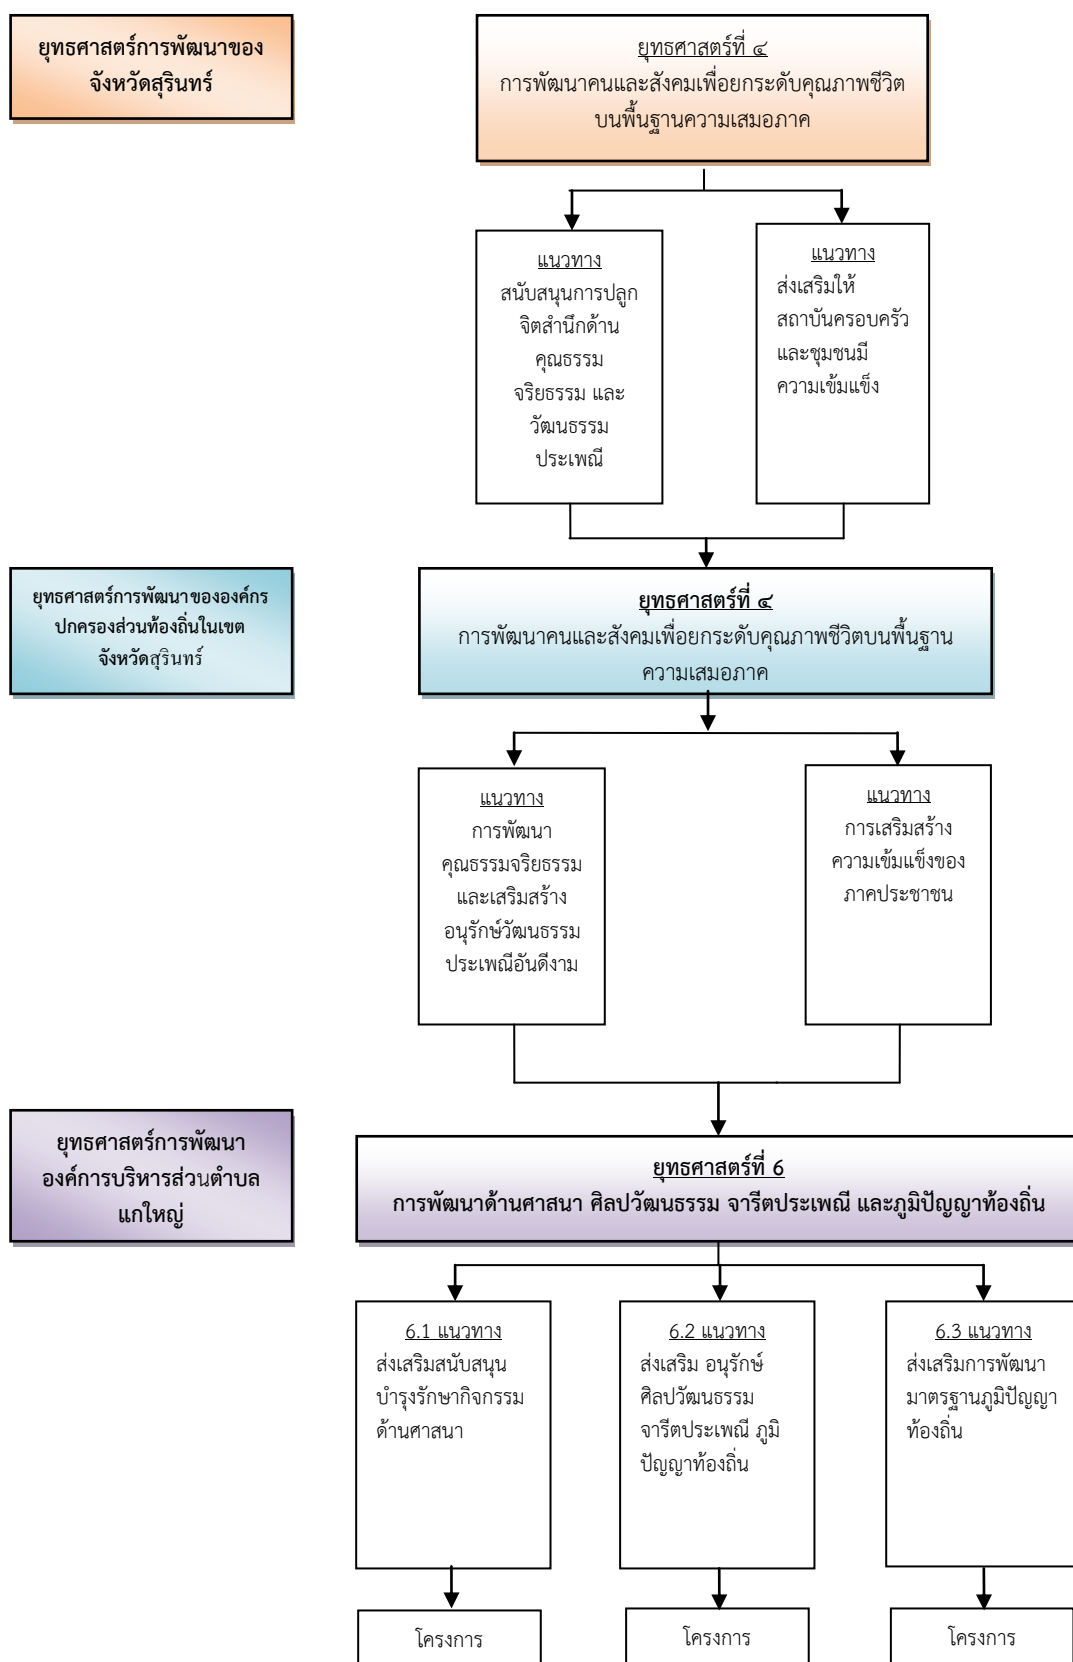 ยุทธศาสตร์การพัฒนาของ
จังหวัดสุรินทร์
ยุทธศาสตร์ที่ ๔
การพัฒนาคนและสังคมเพื่อยกระดับคุณภาพชีวิต
บนพื้นฐานความเสมอภาค
แนวทาง
สนับสนุนการปลูก
จิตสำนึกด้าน
คุณธรรม
จริยธรรม และ
วัฒนธรรม
ประเพณี
แนวทาง
ส่งเสริมให้
สถาบันครอบครัว
และชุมชนมี
ความเข้มแข็ง
ยุทธศาสตร์การพัฒนาขององค์กร
ปกครองส่วนท้องถิ่นในเขต
จังหวัดสุรินทร์
ยุทธศาสตร์ที่ ๔
การพัฒนาคนและสังคมเพื่อยกระดับคุณภาพชีวิตบนพื้นฐาน
ความเสมอภาค
แนวทาง
การพัฒนา
คุณธรรมจริยธรรม
และเสริมสร้าง
อนุรักษ์วัฒนธรรม
ประเพณีอันดีงาม
แนวทาง
การเสริมสร้าง
ความเข้มแข็งของ
ภาคประชาชน
ยุทธศาสตร์การพัฒนา
องค์การบริหารส่วนตำบล
แกใหญ่
ยุทธศาสตร์ที่ 6
การพัฒนาด้านศาสนา ศิลปวัฒนธรรม จารีตประเพณี และภูมิปัญญาท้องถิ่น
6.1 แนวทาง
ส่งเสริมสนับสนุน
บำรุงรักษากิจกรรม
ด้านศาสนา
6.2 แนวทาง
ส่งเสริม อนุรักษ์
ศิลปวัฒนธรรม
จารีตประเพณี ภูมิ
ปัญญาท้องถิ่น
6.3 แนวทาง
ส่งเสริมการพัฒนา
มาตรฐานภูมิปัญญา
ท้องถิ่น
โครงการ
โครงการ
โครงการ